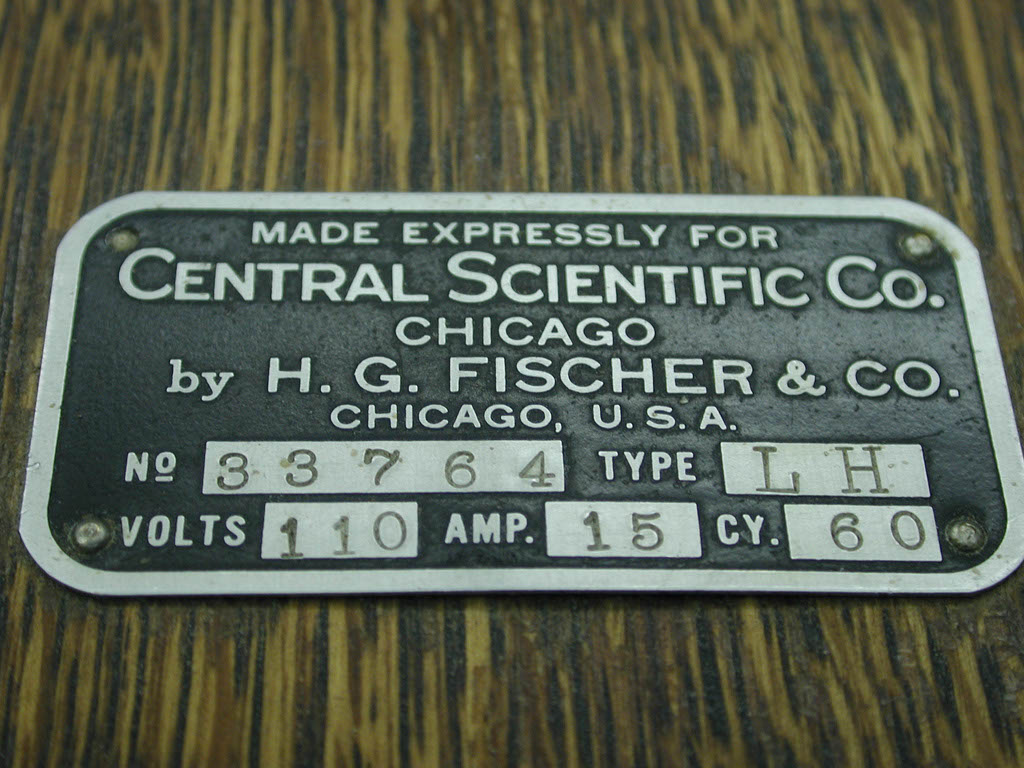 MADE EXPRESSLY FOR
CENTRAL SCIENTIFIC CO.
CHICAGO
by H. G. FISCHER & CO.
CHICAGO, U.S.A.
Nº 33764 TYPE LH
VOLTS 110 AMP. 15 CY. 60